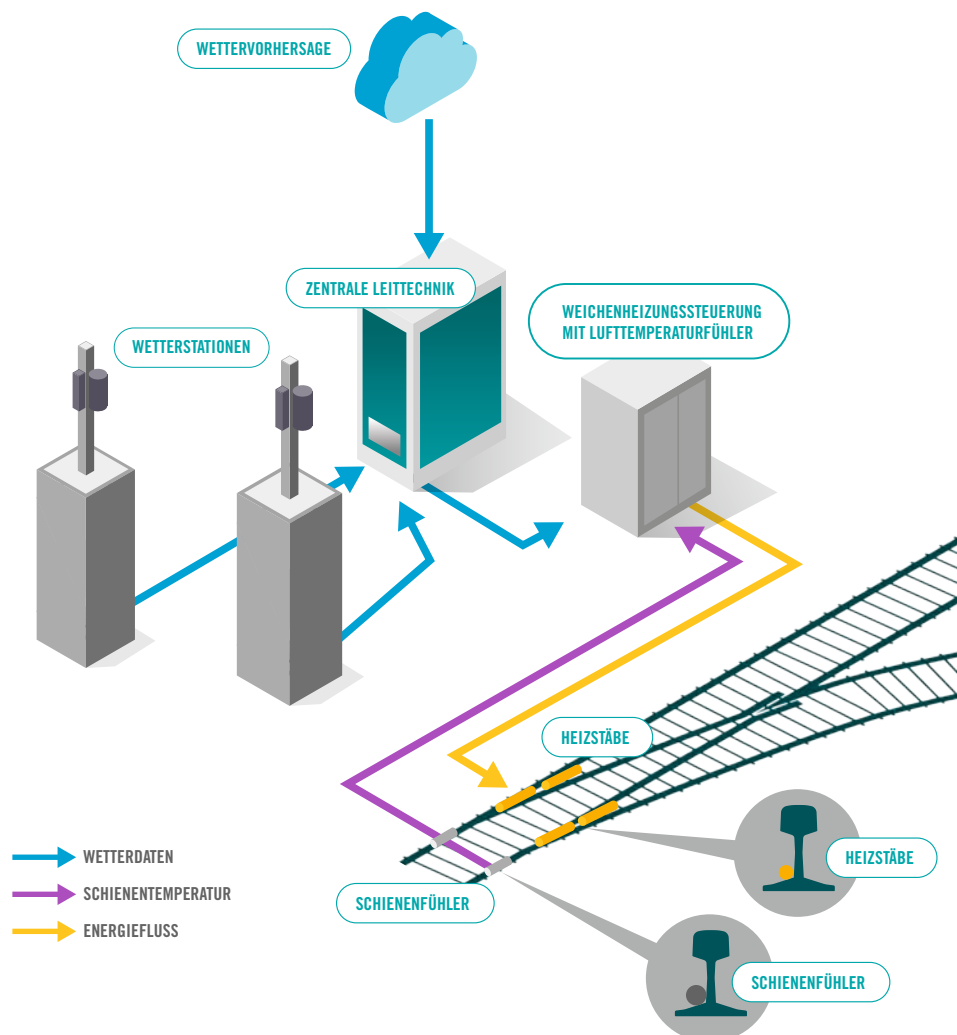 WETTERVORHERSAGE
ZENTRALE LEITTECHNIK
WEICHENHEIZUNGSSTEUERUNG
MIT LUFTTEMPERATURFÜHLER
WETTERSTATIONEN
HEIZSTÄBE
WETTERDATEN
SCHIENENTEMPERATUR
ENERGIEFLUSS
SCHIENENFÜHLER
HEIZSTÄBE
SCHIENENFÜHLER